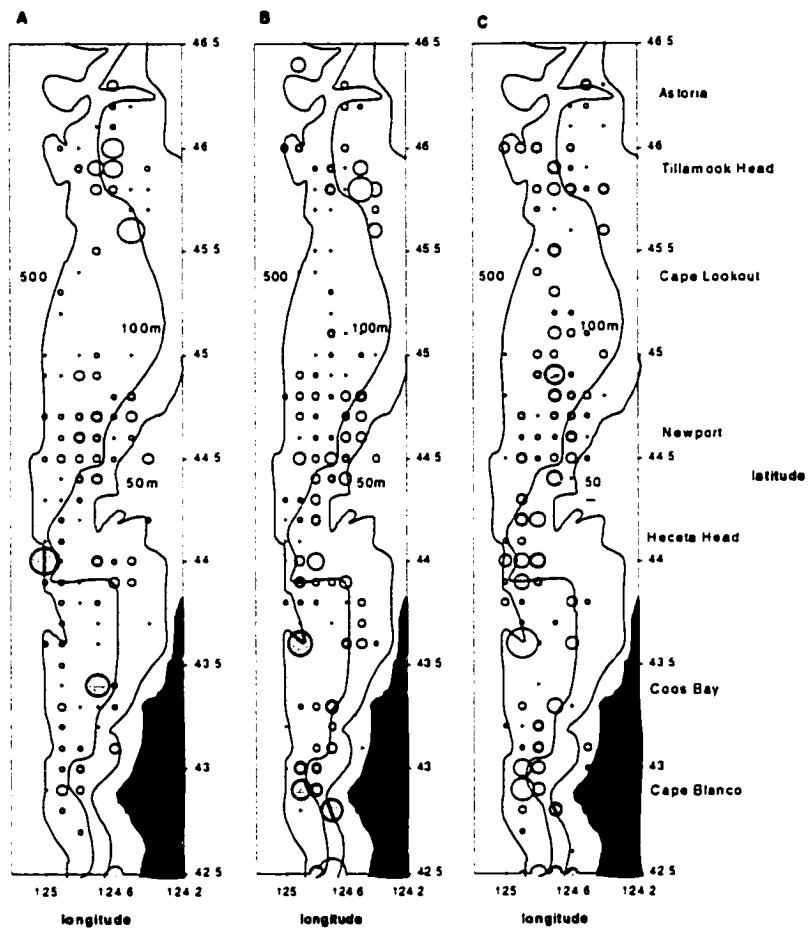 A
B
C
46 5
46
45 5
45
44 5
44
43 5
43
42 5
46 5
46
45 5
45
44 5
44
43 5
43
42 5
46 5
46
45 5
45
44 5
44
43 5
43
42 5
Astoria
Tillamook Head
Cape Lookout
Newport
latitude
Heceta Head
Coos Bay
Cape Blanco
500
100m
50m
500
100m
50m
500
100m
50
125
124 6
124 2
125
124 6
124 2
125
124 6
124 2
longitude
longitude
longitude